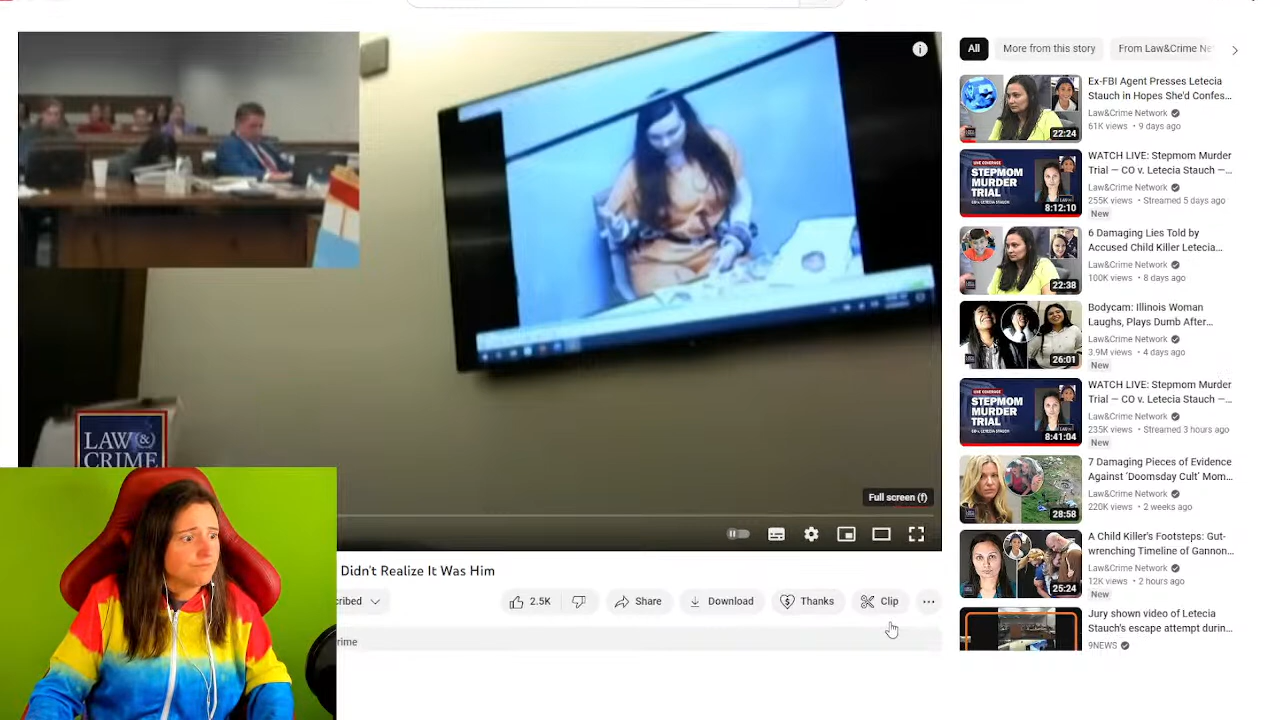 All
More from this story
From Law&Crime Ne
Ex-FBI Agent Presses Letecia
Stauch in Hopes She'd Confes...
Law&Crime Network
61K views • 9 days ago
22:24
WATCH LIVE: Stepmom Murder
Trial — CO v. Letecia Stauch —...
Law&Crime Network
255K views • Streamed 5 days ago
New
STEPMOM
MURDER
TRIAL
8:12:10
6 Damaging Lies Told by
Accused Child Killer Letecia...
Law&Crime Network
100K views • 8 days ago
22:38
Bodycam: Illinois Woman
Laughs, Plays Dumb After...
Law&Crime Network
3.9M views • 4 days ago
New
26:01
WATCH LIVE: Stepmom Murder
Trial — CO v. Letecia Stauch —...
Law&Crime Network
235K views • Streamed 3 hours ago
New
STEPMOM
MURDER
TRIAL
8:41:04
7 Damaging Pieces of Evidence
Against 'Doomsday Cult' Mom...
Law&Crime Network
220K views • 2 weeks ago
28:58
A Child Killer's Footsteps: Gut-
wrenching Timeline of Gannon...
Law&Crime Network
12K views • 2 hours ago
New
25:24
Jury shown video of Letecia
Stauch's escape attempt durin...
9NEWS
LAW &
CRIME
Full screen (f)
Didn't Realize It Was Him
cribed
2.5K
Share
Download
Thanks
Clip
rime